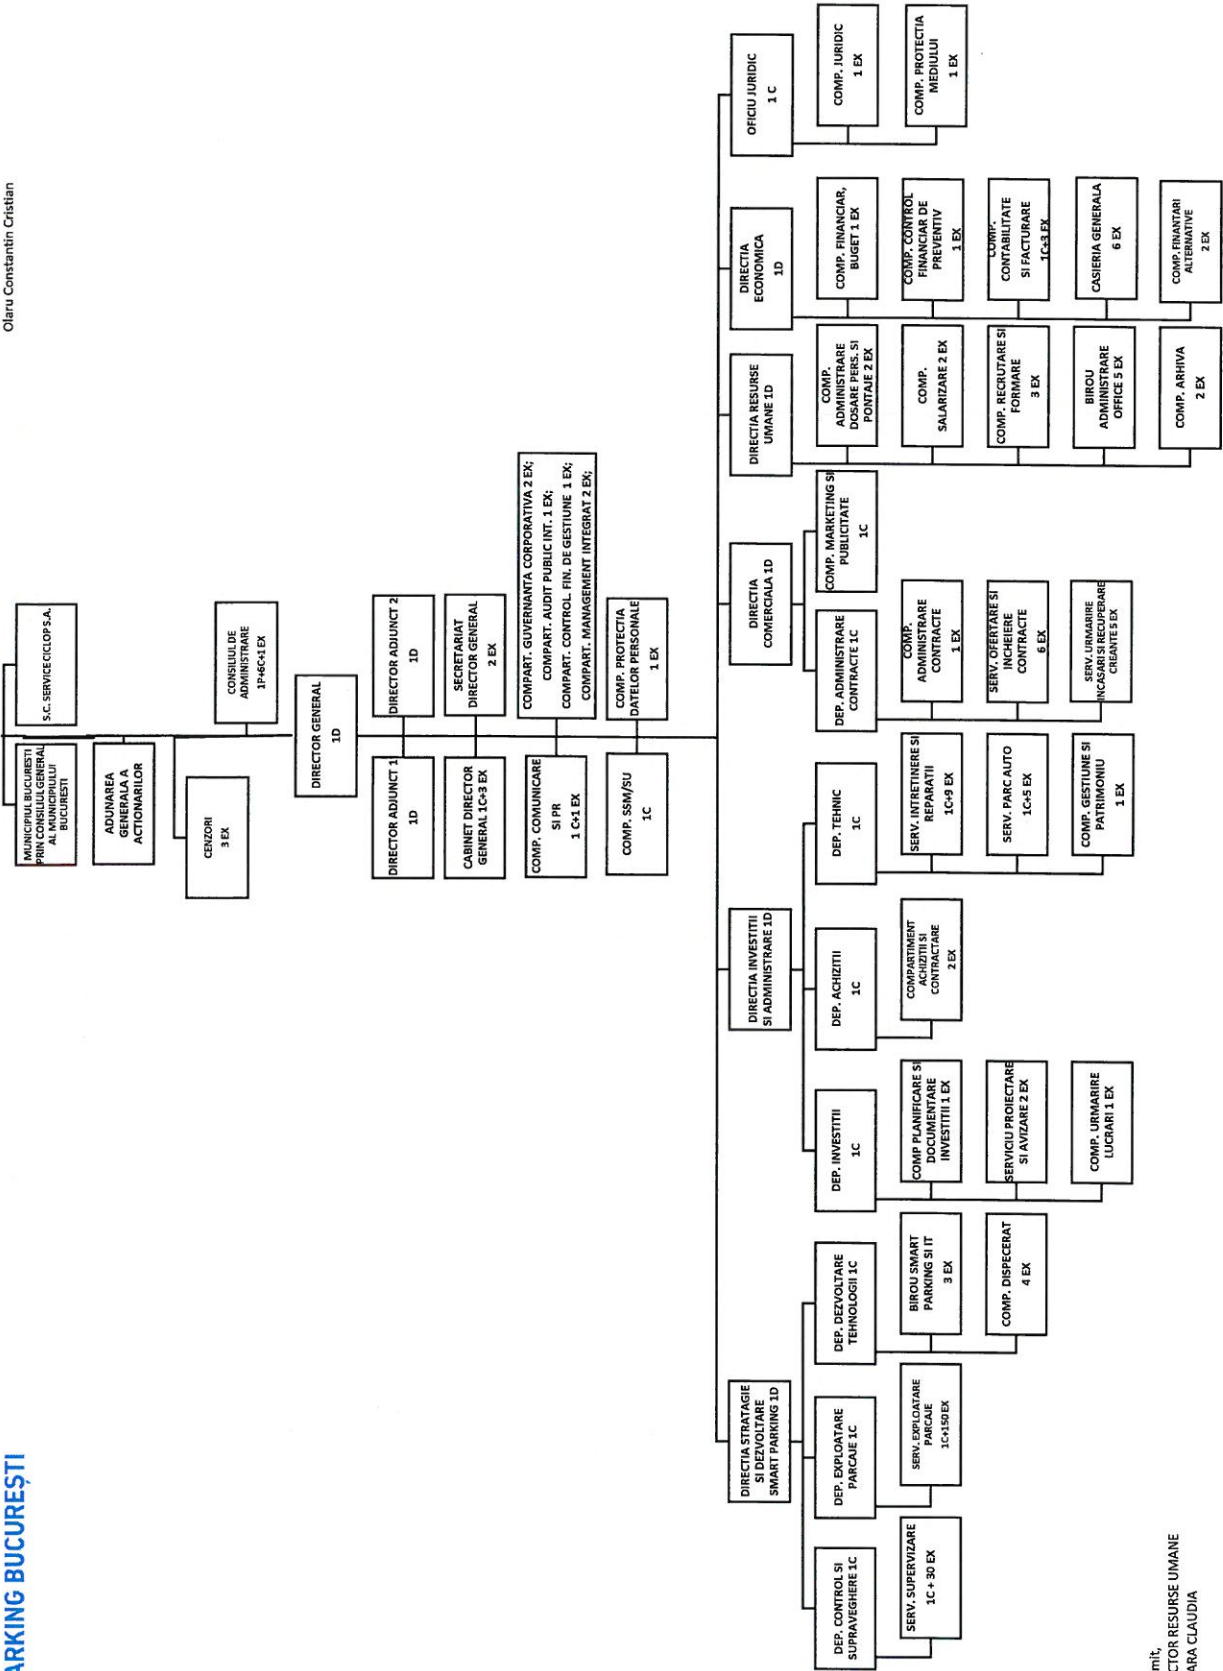 ARKING BUCUREȘTI
Olaru Constantin Cristian
MUNICIPIUL BUCURESTI
PRIN CONSILIUL GENERAL
AL MUNICIPIULUI
BUCURESTI
S.C. SERVICE CICLOP S.A.
ADUNAREA
GENERALA A
ACTIONARILOR
CENZORI
3 EX
CONSILIUL DE
ADMINISTRARE
1P+6C+1 EX
DIRECTOR GENERAL
1D
DIRECTOR ADJUNCT 1
1D
DIRECTOR ADJUNCT 2
1D
CABINET DIRECTOR
GENERAL 1C+3 EX
SECRETARIAT
DIRECTOR GENERAL
2 EX
COMP. COMUNICARE
SI PR
1 C+1 EX
COMPART. GUVERNANTA CORPORATIVA 2 EX;
COMPART. AUDIT PUBLIC INT. 1 EX;
COMPART. CONTROL. FIN. DE GESTIUNE 1 EX;
COMPART. MANAGEMENT INTEGRAT 2 EX;
COMP. SSM/SU
1C
COMP. PROTECTIA
DATELOR PERSONALE
1 EX
DIRECTIA STRATAGIE
SI DEZVOLTARE
SMART PARKING 1D
DEP. CONTROL SI
SUPRAVEGHERE 1C
SERV. SUPERVIZARE
1C + 30 EX
DEP. EXPLOATARE
PARCAJE 1C
SERV. EXPLOATARE
PARCAJE
1C+150 EX
DEP. DEZVOLTARE
TEHNOLOGII 1C
BIROU SMART
PARKING SI IT
3 EX
COMP. DISPECERAT
4 EX
DIRECTIA INVESTITII
SI ADMINISTRARE 1D
DEP. INVESTITII
1C
COMP PLANIFICARE SI
DOCUMENTARE
INVESTITII 1 EX
SERVICIU PROIECTARE
SI AVIZARE 2 EX
COMP. URMARIRE
LUCRARI 1 EX
DEP. ACHIZITII
1C
COMPARTIMENT
ACHIZITII SI
CONTRACTARE
2 EX
DEP. TEHNIC
1C
SERV. INTRETINERE SI
REPARATII
1C+9 EX
SERV. PARC AUTO
1C+5 EX
COMP. GESTIUNE SI
PATRIMONIU
1 EX
DIRECTIA
COMERCIALA 1D
DEP. ADMINISTRARE
CONTRACTE 1C
COMP.
ADMINISTRARE
CONTRACTE
1 EX
SERV. OFERTARE SI
INCHEIERE
CONTRACTE
6 EX
SERV. URMARIRE
INCASARI SI RECUPERARE
CREANTE 5 EX
COMP. MARKETING SI
PUBLICITATE
1C
DIRECTIA RESURSE
UMANE 1D
COMP.
ADMINISTRARE
DOSARE PERS. SI
PONTAJE 2 EX
COMP.
SALARIZARE 2 EX
COMP. RECRUTARE SI
FORMARE
3 EX
BIROU
ADMINISTRARE
OFFICE 5 EX
COMP. ARHIVA
2 EX
DIRECTIA
ECONOMICA
1D
COMP. FINANCIAR,
BUGET 1 EX
COMP. CONTROL
FINANCIAR DE
PREVENTIV
1 EX
COMP.
CONTABILITATE
SI FACTURARE
1C+3 EX
CASIERIA GENERALA
6 EX
COMP. FINANTARI
ALTERNATIVE
2 EX
OFICIU JURIDIC
1 C
COMP. JURIDIC
1 EX
COMP. PROTECTIA
MEDIULUI
1 EX
mit,
CTOR RESURSE UMANE
ARA CLAUDIA